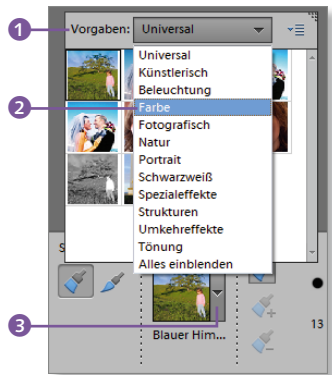 1
Vorgaben: Universal
Universal
Künstlerisch
Beleuchtung
2
Farbe
Fotografisch
Natur
Portrait
Schwarzweiß
Spezialeffekte
Strukturen
Umkehreffekte
Tönung
Alles einblenden
S
3
13
Blauer Him...